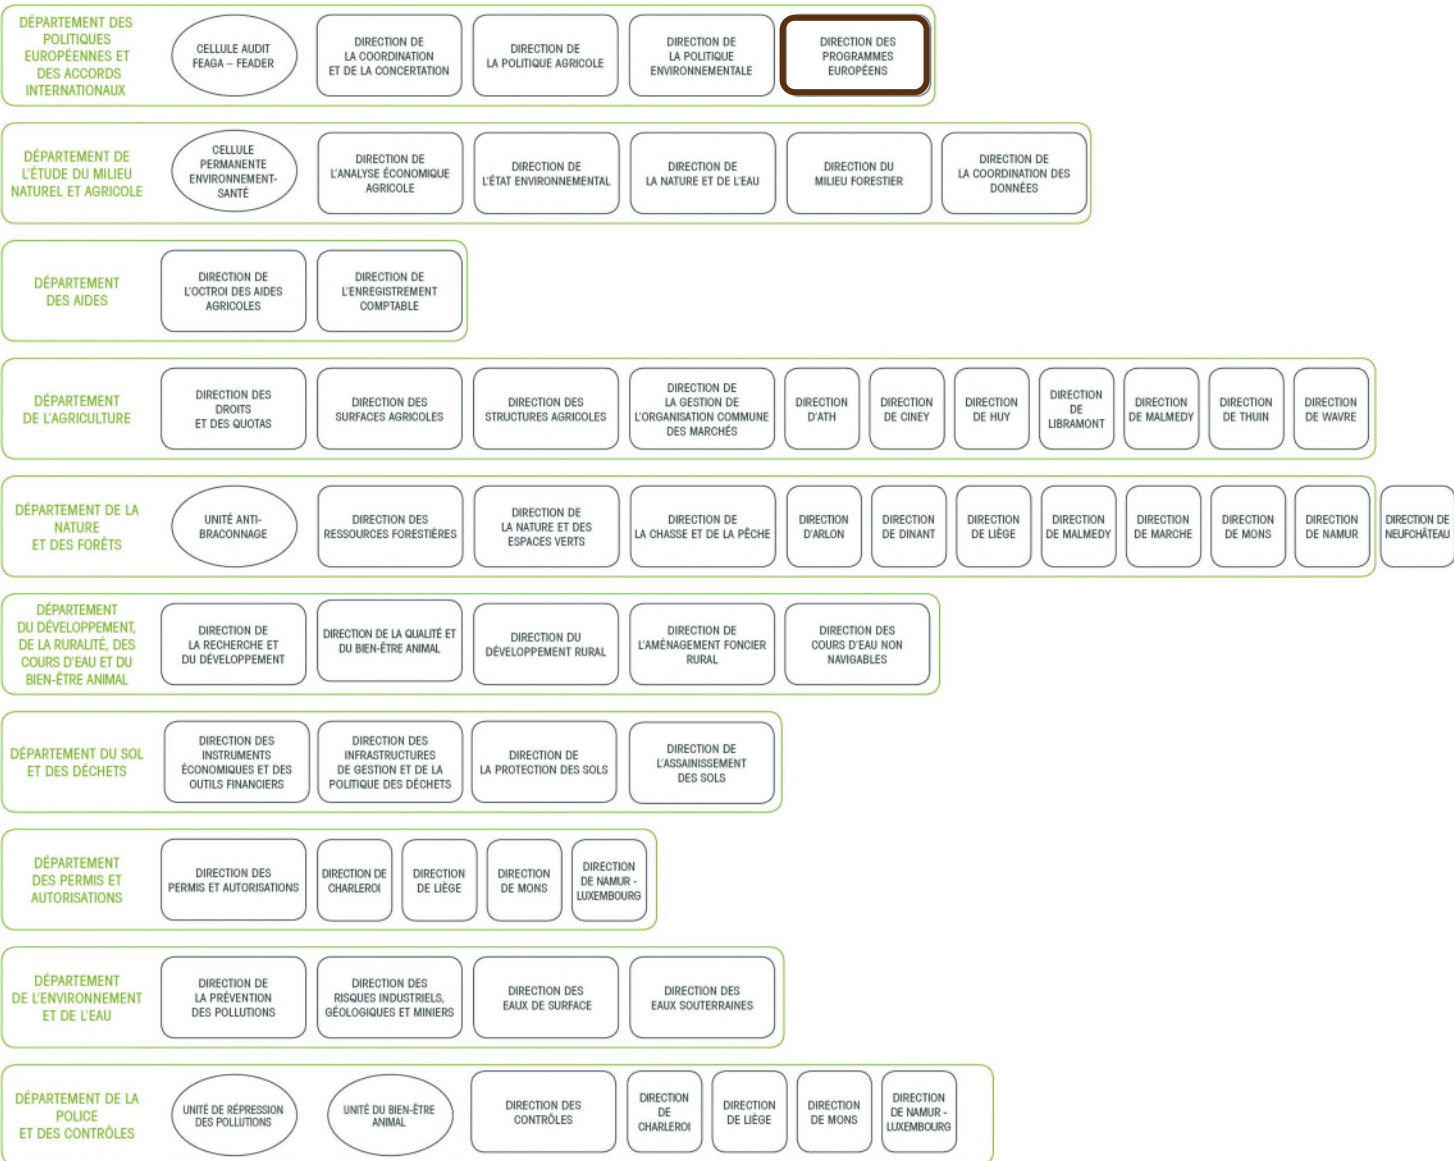 DÉPARTEMENT DES
POLITIQUES
EUROPÉENNES ET
DES ACCORDS
INTERNATIONAUX
CELLULE AUDIT
FEAGA – FEADER
DIRECTION DE
LA COORDINATION
ET DE LA CONCERTATION
DIRECTION DE
LA POLITIQUE AGRICOLE
DIRECTION DE
LA POLITIQUE
ENVIRONNEMENTALE
DIRECTION DES
PROGRAMMES
EUROPÉENS
DÉPARTEMENT DE
L'ÉTUDE DU MILIEU
NATUREL ET AGRICOLE
CELLULE
PERMANENTE
ENVIRONNEMENT-
SANTÉ
DIRECTION DE
L'ANALYSE ÉCONOMIQUE
AGRICOLE
DIRECTION DE
L'ÉTAT ENVIRONNEMENTAL
DIRECTION DE
LA NATURE ET DE L'EAU
DIRECTION DU
MILIEU FORESTIER
DIRECTION DE
LA COORDINATION DES
DONNÉES
DÉPARTEMENT
DES AIDES
DIRECTION DE
L'OCTROI DES AIDES
AGRICOLES
DIRECTION DE
L'ENREGISTREMENT
COMPTABLE
DÉPARTEMENT
DE L'AGRICULTURE
DIRECTION DES
DROITS
ET DES QUOTAS
DIRECTION DES
SURFACES AGRICOLES
DIRECTION DES
STRUCTURES AGRICOLES
DIRECTION DE
LA GESTION DE
L'ORGANISATION COMMUNE
DES MARCHÉS
DIRECTION
D'ATH
DIRECTION
DE CINEY
DIRECTION
DE HUY
DIRECTION
DE
LIBRAMONT
DIRECTION
DE MALMEDY
DIRECTION
DE THUIN
DIRECTION
DE WAVRE
DÉPARTEMENT DE LA
NATURE
ET DES FORÊTS
UNITÉ ANTI-
BRACONNAGE
DIRECTION DES
RESSOURCES FORESTIÈRES
DIRECTION DE
LA NATURE ET DES
ESPACES VERTS
DIRECTION DE
LA CHASSE ET DE LA PÊCHE
DIRECTION
D'ARLON
DIRECTION
DE DINANT
DIRECTION
DE LIÈGE
DIRECTION
DE MALMEDY
DIRECTION
DE MARCHE
DIRECTION
DE MONS
DIRECTION
DE NAMUR
DIRECTION DE
NEUFCHÂTEAU
DÉPARTEMENT
DU DÉVELOPPEMENT,
DE LA RURALITÉ, DES
COURS D'EAU ET DU
BIEN-ÊTRE ANIMAL
DIRECTION DE
LA RECHERCHE ET
DU DÉVELOPPEMENT
DIRECTION DE LA QUALITÉ ET
DU BIEN-ÊTRE ANIMAL
DIRECTION DU
DÉVELOPPEMENT RURAL
DIRECTION DE
L'AMÉNAGEMENT FONCIER
RURAL
DIRECTION DES
COURS D'EAU NON
NAVIGABLES
DÉPARTEMENT DU SOL
ET DES DÉCHETS
DIRECTION DES
INSTRUMENTS
ÉCONOMIQUES ET DES
OUTILS FINANCIERS
DIRECTION DES
INFRASTRUCTURES
DE GESTION ET DE LA
POLITIQUE DES DÉCHETS
DIRECTION DE
LA PROTECTION DES SOLS
DIRECTION DE
L'ASSAINISSEMENT
DES SOLS
DÉPARTEMENT
DES PERMIS ET
AUTORISATIONS
DIRECTION DES
PERMIS ET AUTORISATIONS
DIRECTION DE
CHARLEROI
DIRECTION
DE LIÈGE
DIRECTION
DE MONS
DIRECTION
DE NAMUR -
LUXEMBOURG
DÉPARTEMENT
DE L'ENVIRONNEMENT
ET DE L'EAU
DIRECTION DE
LA PRÉVENTION
DES POLLUTIONS
DIRECTION DES
RISQUES INDUSTRIELS,
GÉOLOGIQUES ET MINIERS
DIRECTION DES
EAUX DE SURFACE
DIRECTION DES
EAUX SOUTERRAINES
DÉPARTEMENT DE LA
POLICE
ET DES CONTRÔLES
UNITÉ DE RÉPRESSION
DES POLLUTIONS
UNITÉ DU BIEN-ÊTRE
ANIMAL
DIRECTION DES
CONTRÔLES
DIRECTION
DE
CHARLEROI
DIRECTION
DE LIÈGE
DIRECTION
DE MONS
DIRECTION
DE NAMUR -
LUXEMBOURG